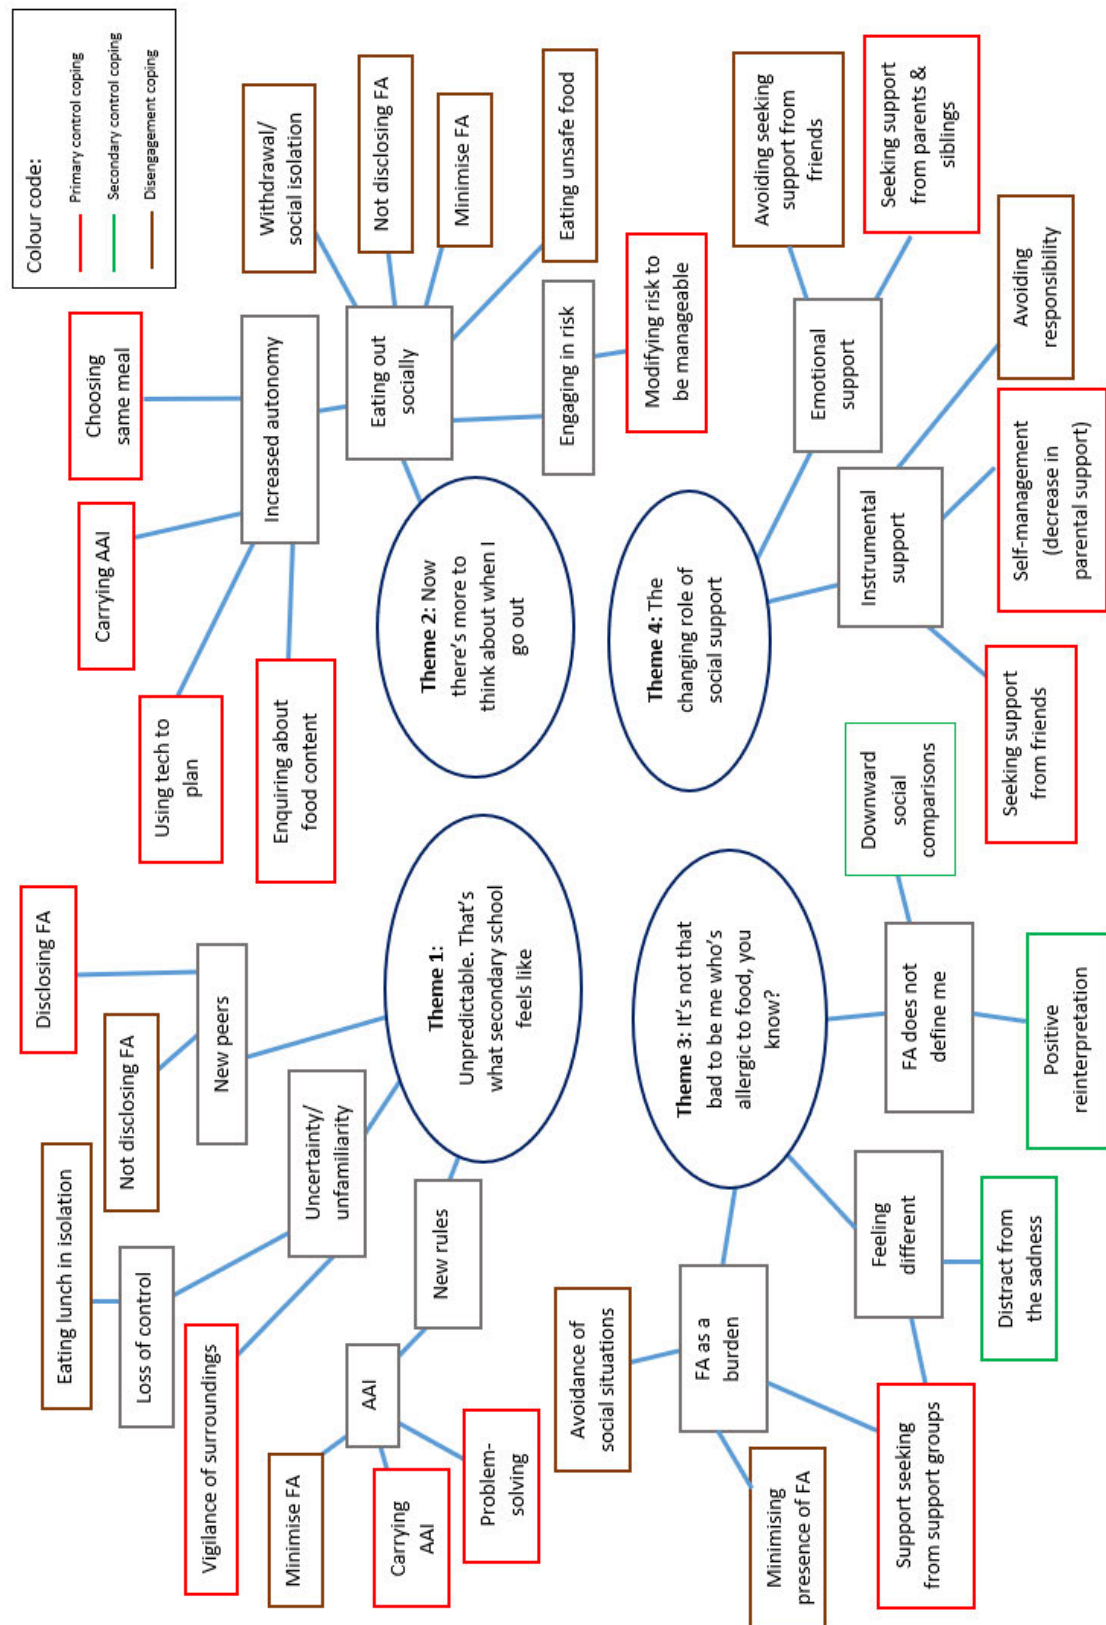 Colour code:
Primary control coping
Secondary control coping
Disengagement coping
Eating lunch in isolation
Disclosing FA
Not disclosing FA
Loss of control
New peers
Vigilance of surroundings
Uncertainty/
unfamiliarity
Minimise FA
AAI
New rules
Carrying
AAI
Problem-
solving
Theme 1:
Unpredictable. That's
what secondary school
feels like
Using tech to
plan
Carrying AAI
Choosing
same meal
Enquiring about
food content
Increased autonomy
Withdrawal/
social isolation
Eating out
socially
Not disclosing FA
Minimise FA
Eating unsafe food
Engaging in risk
Modifying risk to
be manageable
Theme 2: Now
there's more to
think about when I
go out
Avoidance of
social situations
FA as a
burden
Minimising
presence of FA
Support seeking
from support groups
Feeling
different
Distract from
the sadness
Theme 3: It's not that
bad to be me who's
allergic to food, you
know?
FA does not
define me
Downward
social
comparisons
Positive
reinterpretation
Theme 4: The
changing role of
social support
Emotional
support
Avoiding seeking
support from
friends
Seeking support
from parents &
siblings
Instrumental
support
Seeking support
from friends
Self-management
(decrease in
parental support)
Avoiding
responsibility